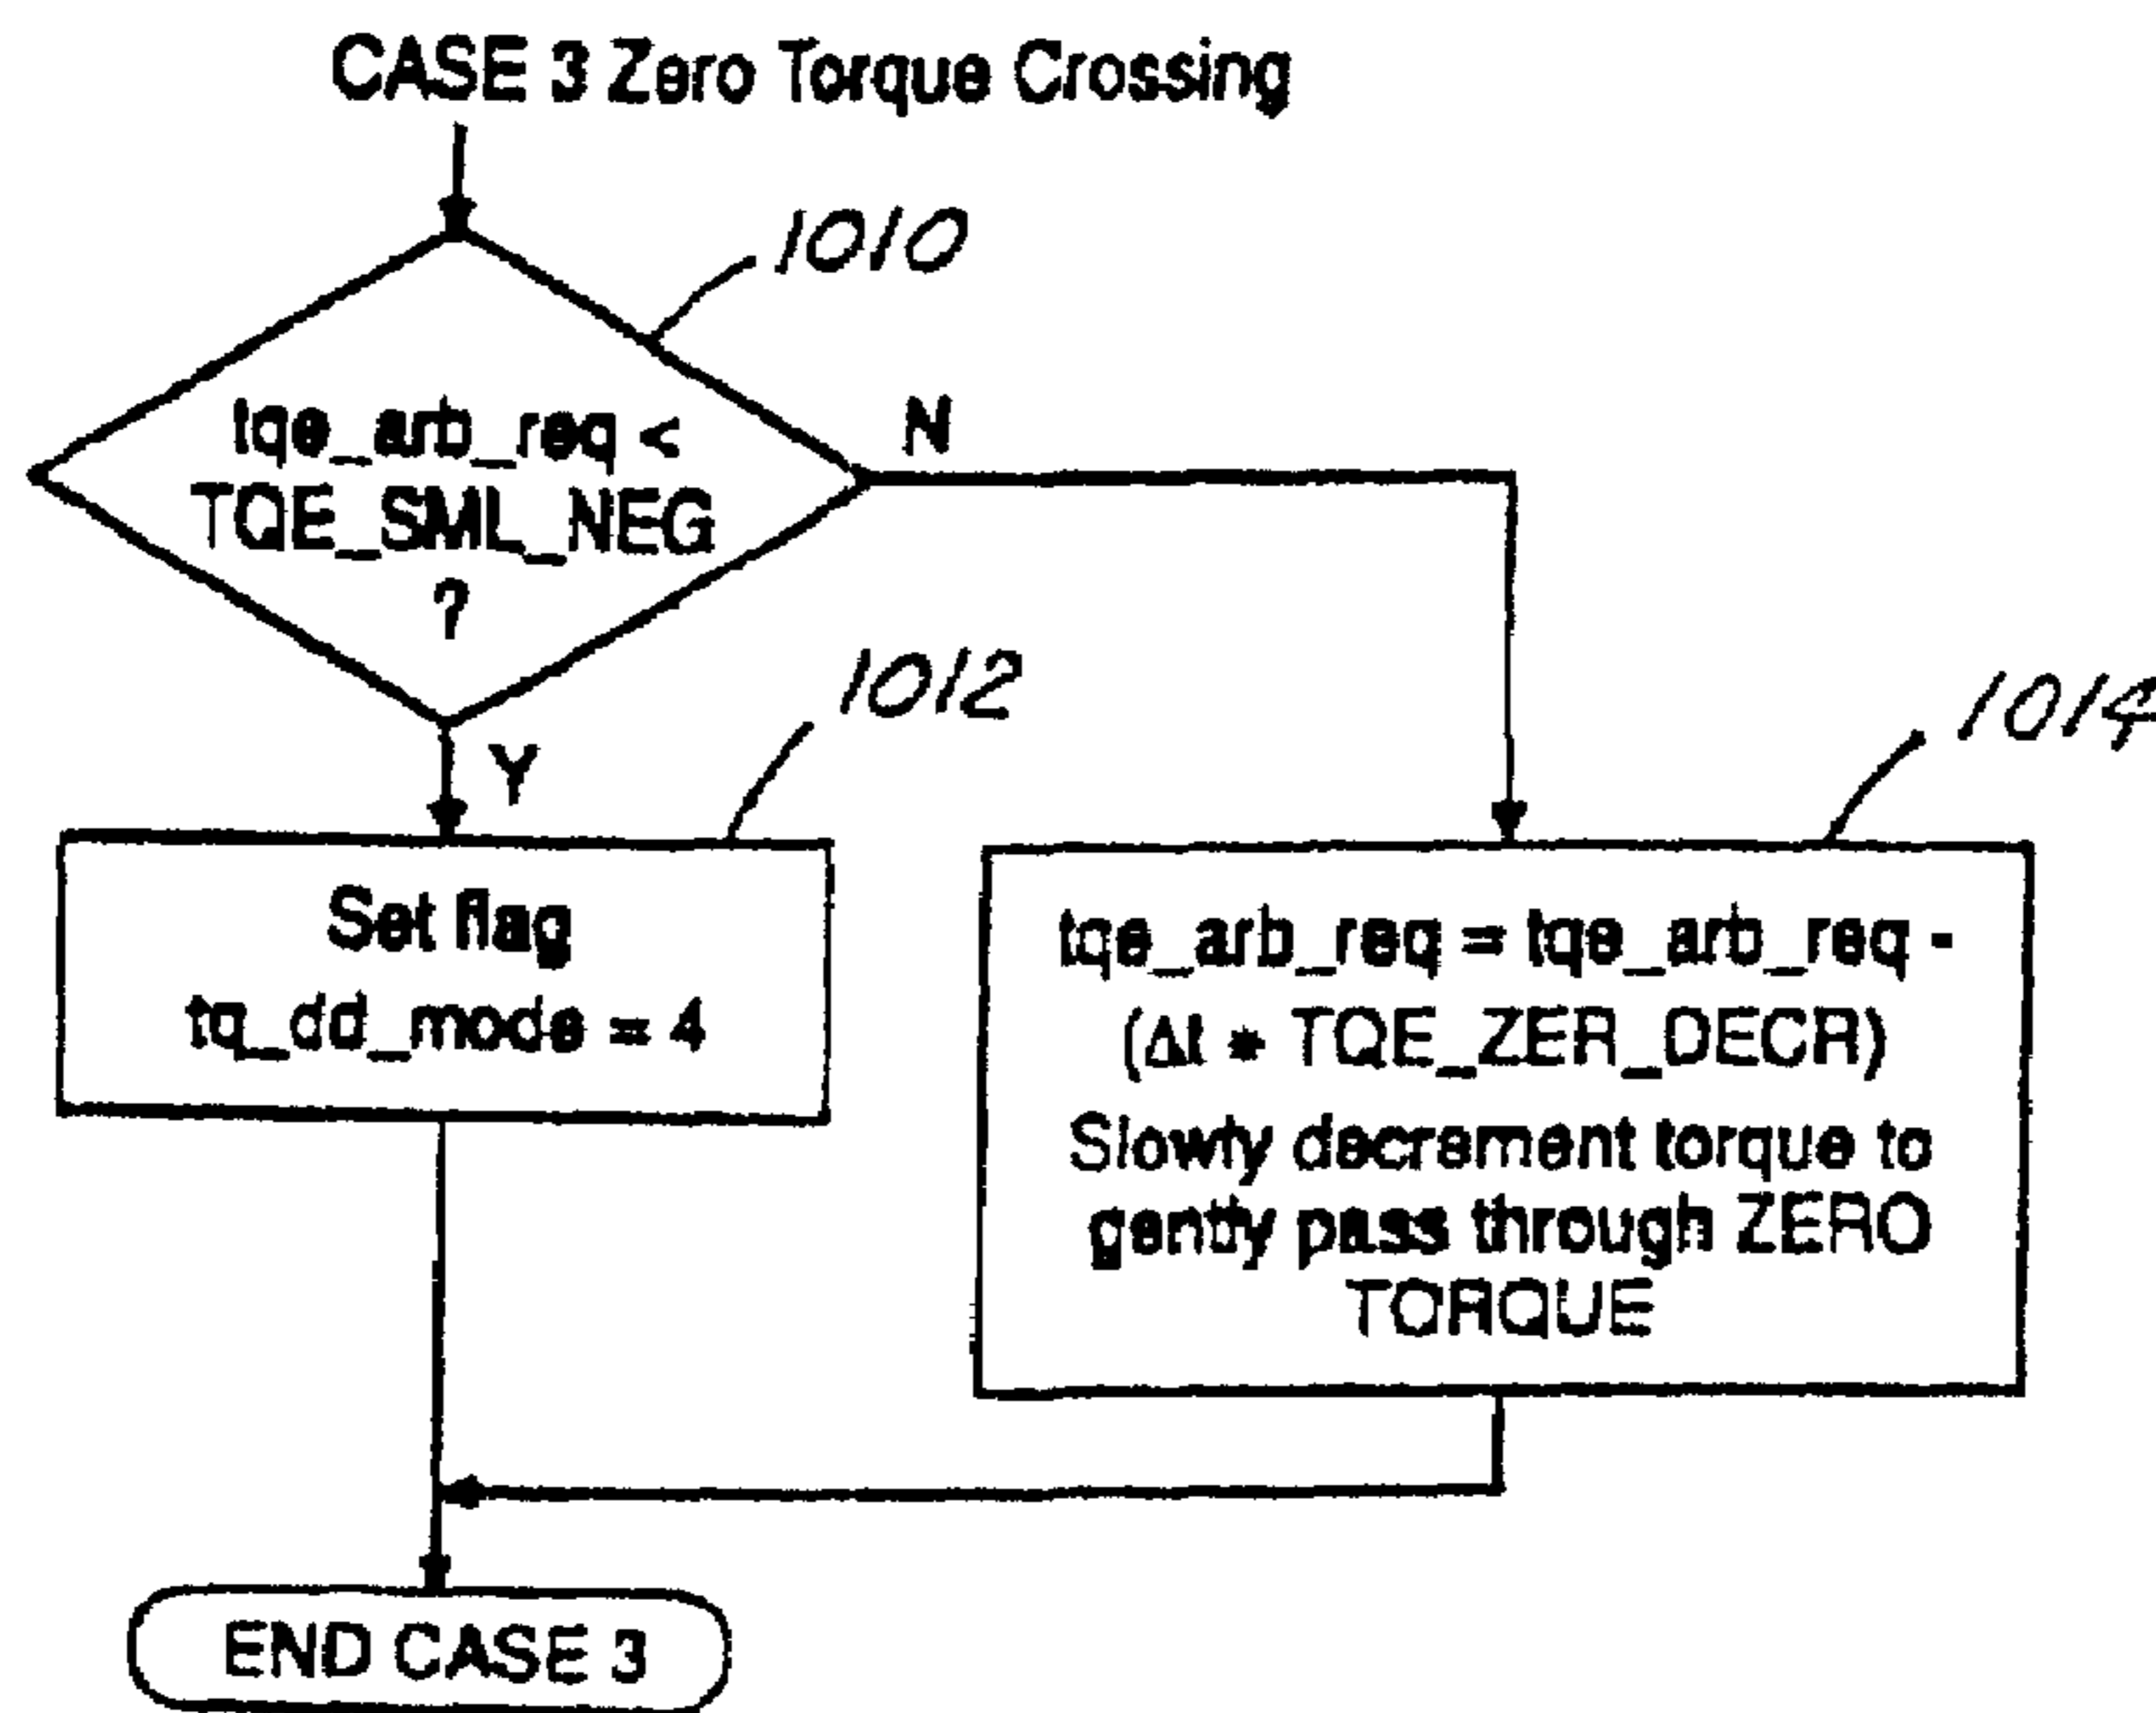 CASE 3 Zero Torque Crossing
1010
tqe_arb_req <
TQE_SML_NEG
?
N
Y
1012
1014
Set flag
tq_dd_mode = 4
tqe_arb_req = tqe_arb_req -
(Δt * TQE_ZER_DECR)
Slowly decrement torque to
gently pass through ZERO
TORQUE
END CASE 3